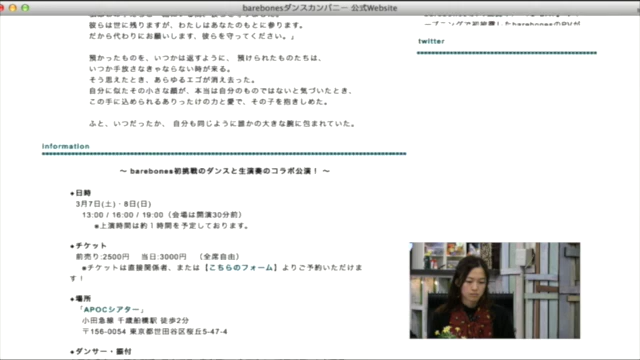 barebonesダンスカンパニー 公式Website
彼らは世に残りますが、わたしはあなたのもとに参ります。
だから代わりにお願いします、彼らを守ってください。」
預かったものを、いつかは返すように、 預けられたものたちは、
いつか手放さなきゃならない時が来る。
そう思えたとき、あらゆるエゴが消え去った。
自分に似たその小さな顔が、本当は自分のものではないと気づいたとき、
この手に込められるありったけの力と愛で、その子を抱きしめた。
ふと、いつだったか、 自分も同じように誰かの大きな腕に包まれていた。
information
～ barebones初挑戦のダンスと生演奏のコラボ公演！ ～
●日時
3月7日(土)・8日(日)
13:00 / 16:00 / 19:00（会場は開演30分前）
※上演時間は約１時間を予定しております。
●チケット
前売り:2500円　当日:3000円　（全席自由）
※チケットは直接関係者、または【こちらのフォーム】よりご予約いただけま
す！
●場所
「APOCシアター」
小田急線 千歳船橋駅 徒歩2分
〒156-0054 東京都世田谷区桜丘5-47-4
●ダンサー・振付
twitter